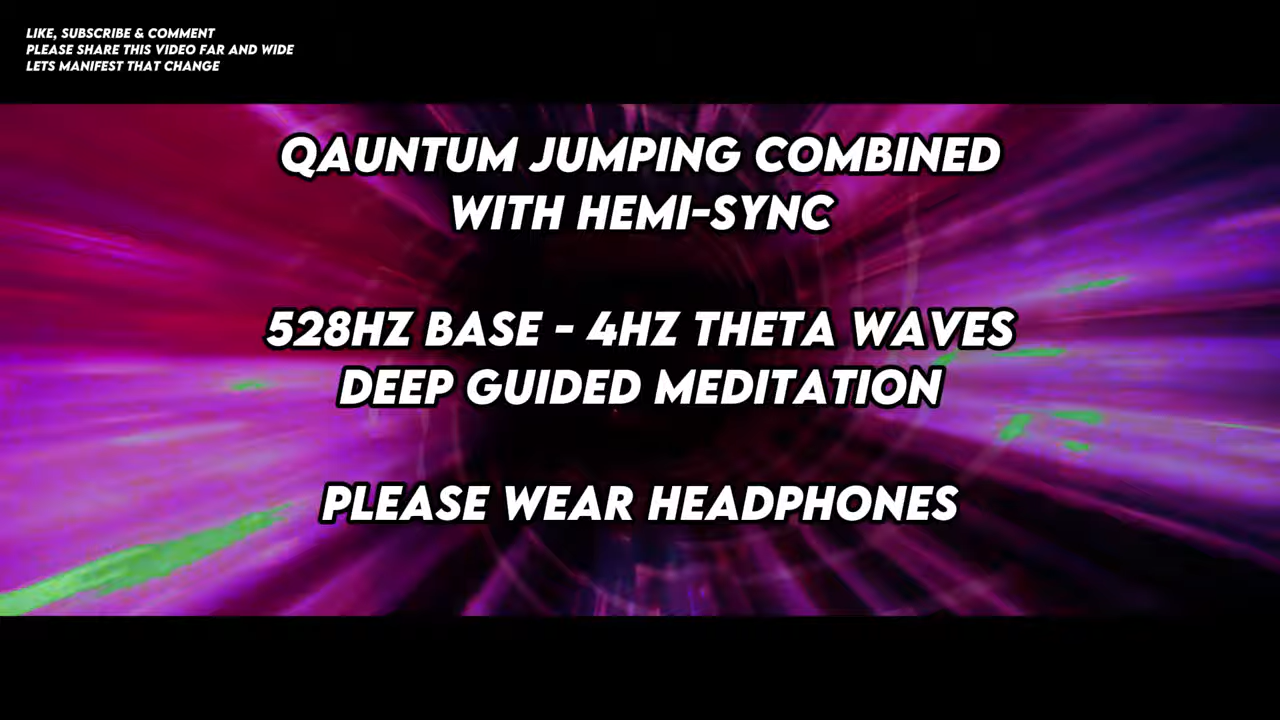 LIKE, SUBSCRIBE & COMMENT
PLEASE SHARE THIS VIDEO FAR AND WIDE
LETS MANIFEST THAT CHANGE
QAUNTUM JUMPING COMBINED
WITH HEMI-SYNC
528HZ BASE - 4HZ THETA WAVES
DEEP GUIDED MEDITATION
PLEASE WEAR HEADPHONES